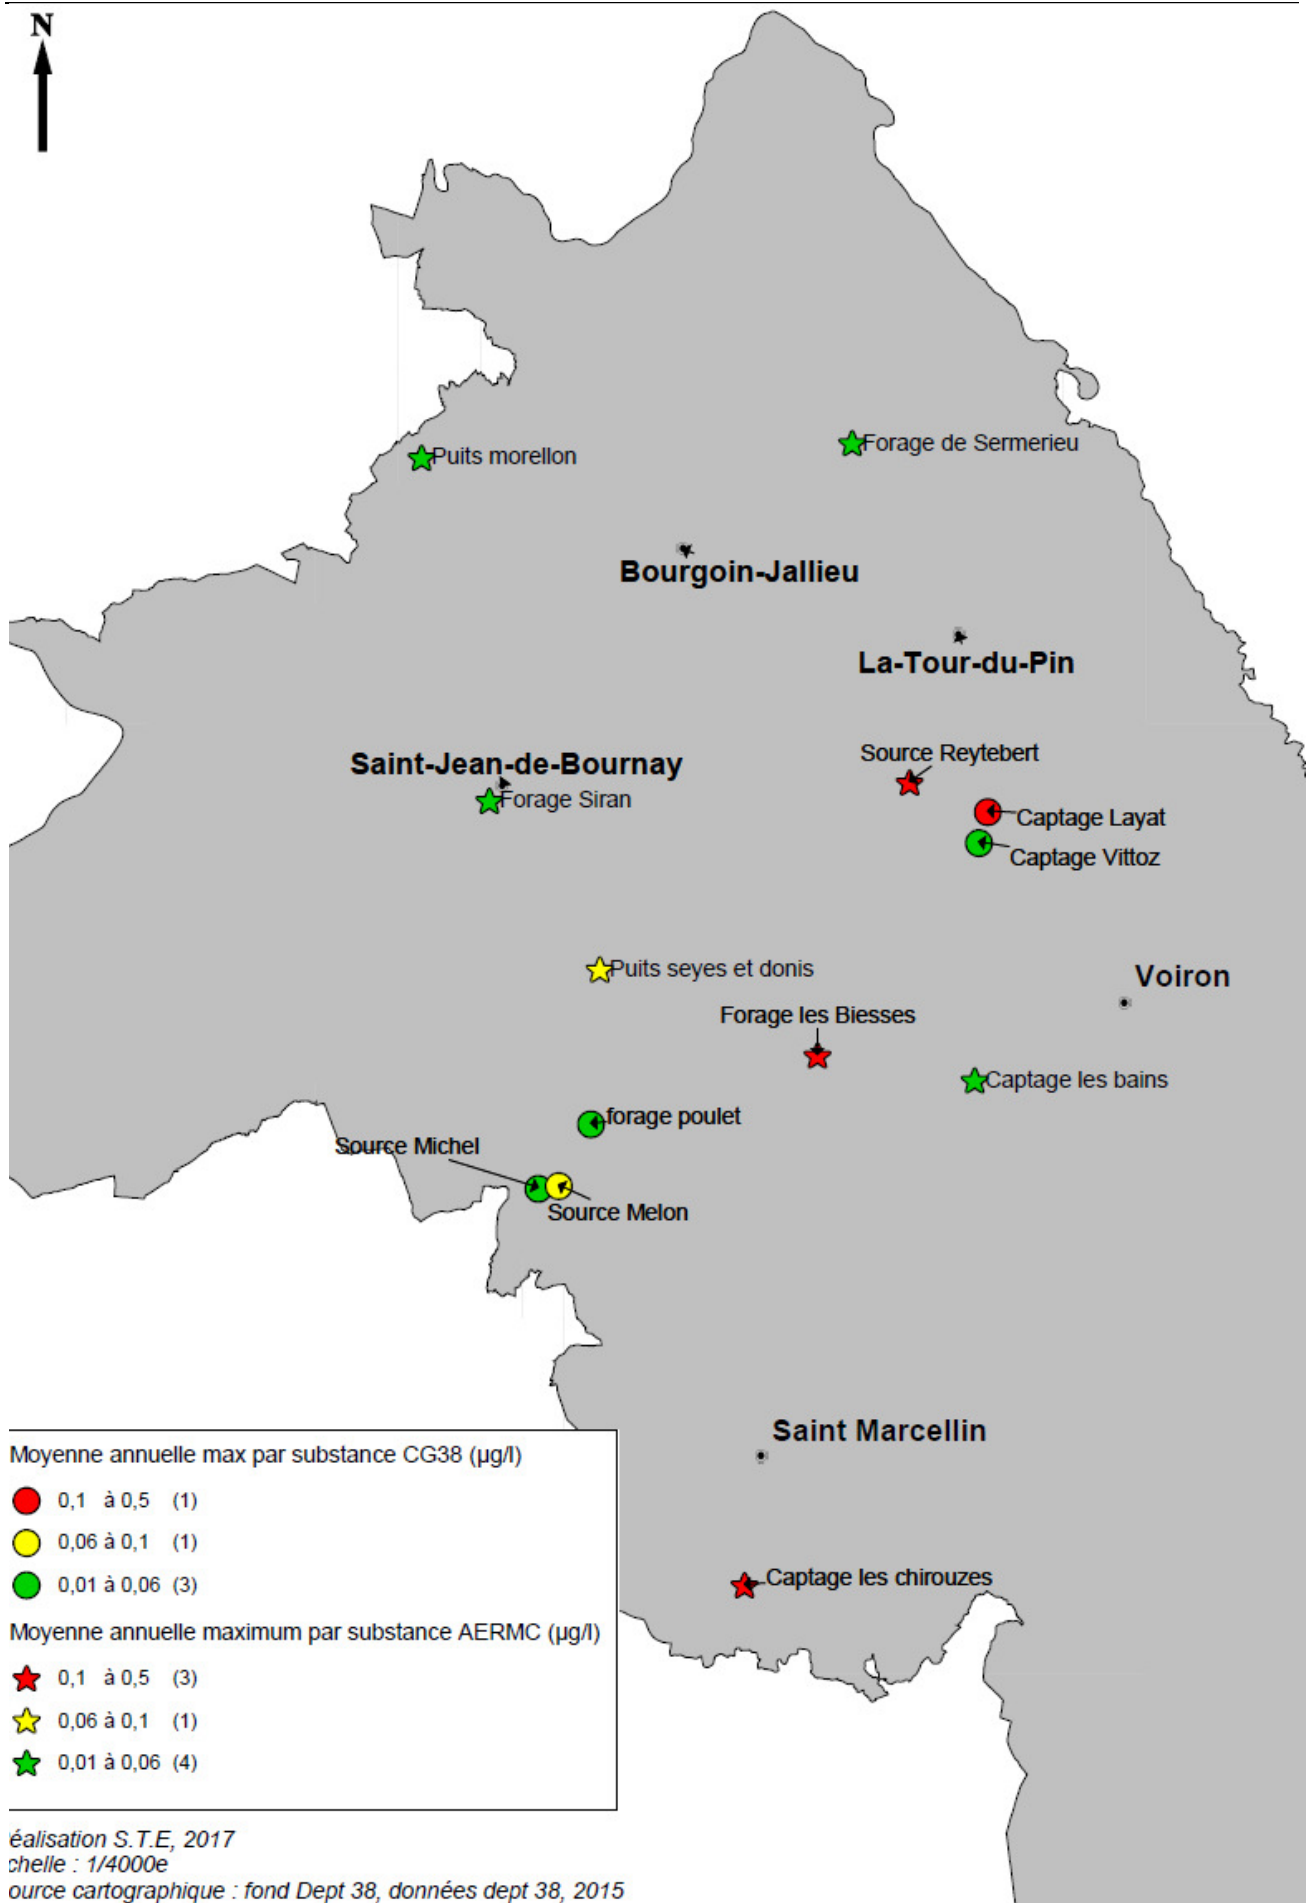 N
Puits morellon
Forage de Sermerieu
Bourgoin-Jallieu
La-Tour-du-Pin
Source Reytebert
Saint-Jean-de-Bournay
Forage Siran
Captage Layat
Captage Vittoz
Puits seyes et donis
Voiron
Forage les Biesses
Captage les bains
forage poulet
Source Michel
Source Melon
Saint Marcellin
Captage les chirouzes
Moyenne annuelle max par substance CG38 (µg/l)
0,1 à 0,5 (1)
0,06 à 0,1 (1)
0,01 à 0,06 (3)
Moyenne annuelle maximum par substance AERMC (µg/l)
0,1 à 0,5 (3)
0,06 à 0,1 (1)
0,01 à 0,06 (4)
éalisation S.T.E, 2017
chelle : 1/4000e
ource cartographique : fond Dept 38, données dept 38, 2015